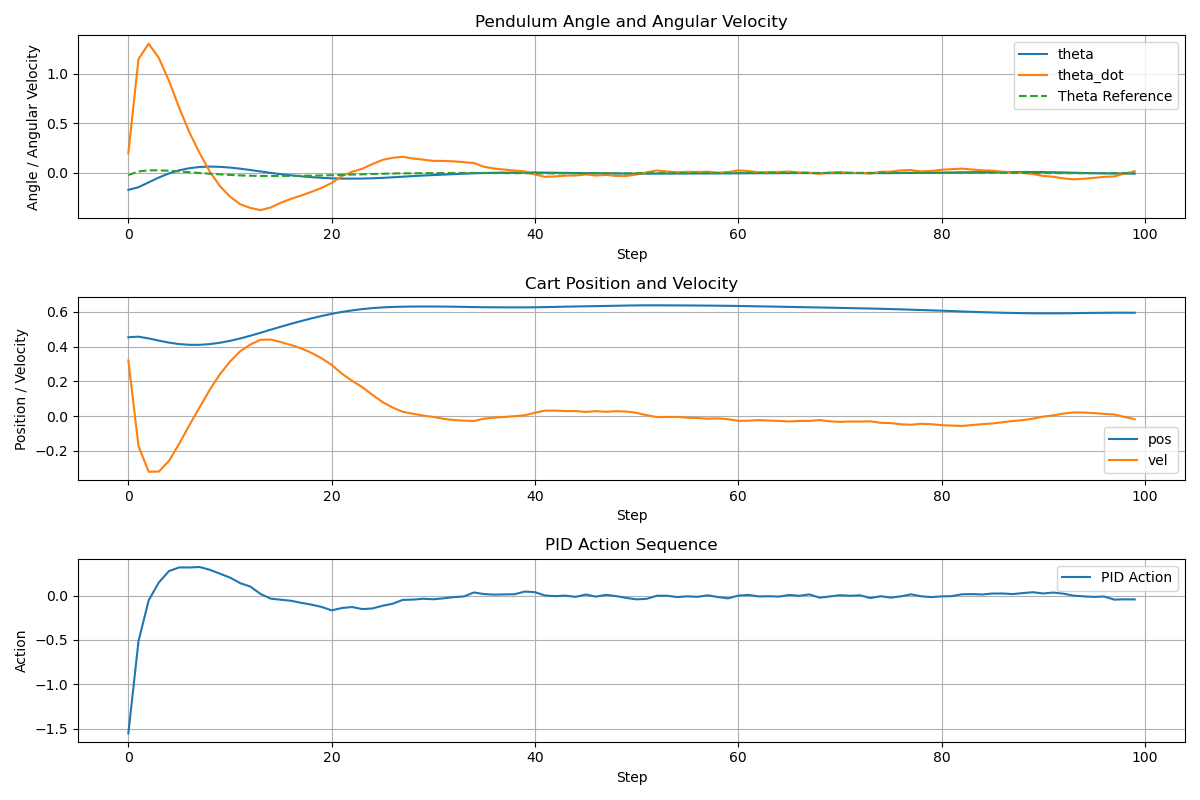 Pendulum Angle and Angular Velocity
Angle / Angular Velocity
1.0
0.5
0.0
theta
theta_dot
Theta Reference
0 20 40 60 80 100
Step
Cart Position and Velocity
Position / Velocity
0.6
0.4
0.2
0.0
−0.2
pos
vel
0 20 40 60 80 100
Step
PID Action Sequence
Action
0.0
−0.5
−1.0
−1.5
PID Action
0 20 40 60 80 100
Step